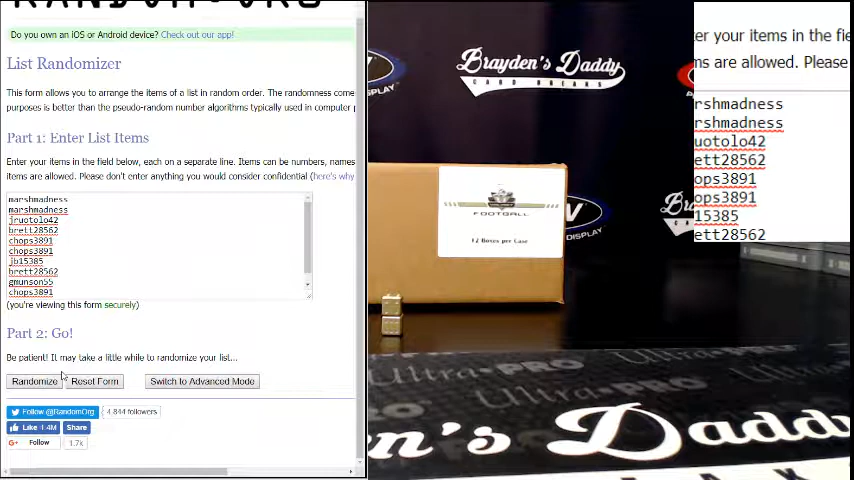 Do you own an iOS or Android device? Check out our app!
List Randomizer
This form allows you to arrange the items of a list in random order. The randomness come
purposes is better than the pseudo-random number algorithms typically used in computer p
Part 1: Enter List Items
Enter your items in the field below, each on a separate line. Items can be numbers, names
items are allowed. Please don't enter anything you would consider confidential (here's why
marshmadness
marshmadness
jruotolo42
brett28562
chops3891
chops3891
jb15385
brett28562
gmunson55
chops3891
(you're viewing this form securely)
Part 2: Go!
Be patient! It may take a little while to randomize your list...
Randomize
Reset Form
Switch to Advanced Mode
Follow @RandomOrg
4,844 followers
Like 1.4M
Share
Follow
1.7k
Brayden's Daddy
CARD BREAKS
DISPLAY
FOOTBALL
12 Boxes per Case
DISPLAY
Ultra-PRO
n's Daddy
er your items in the fie
ms are allowed. Please
rshmadness
rshmadness
uotolo42
ett28562
ops3891
ops3891
15385
ett28562